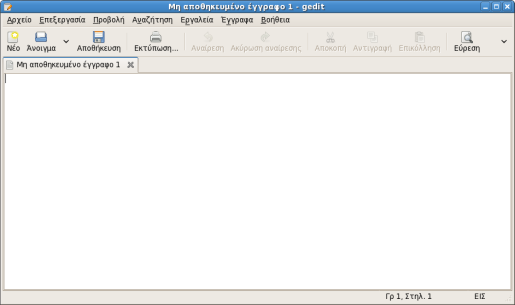 Μη αποθηκευμένο έγγραφο 1 - gedit
Αρχείο Επεξεργασία Προβολή Αναζήτηση Εργαλεία Έγγραφα Βοήθεια
Νέο Άνοιγμα Αποθήκευση Εκτύπωση... Αναίρεση Ακύρωση αναίρεσης Αποκοπή Αντιγραφή Επικόλληση Εύρεση
Μη αποθηκευμένο έγγραφο 1
Γρ 1, Στηλ. 1 ΕΙΣ